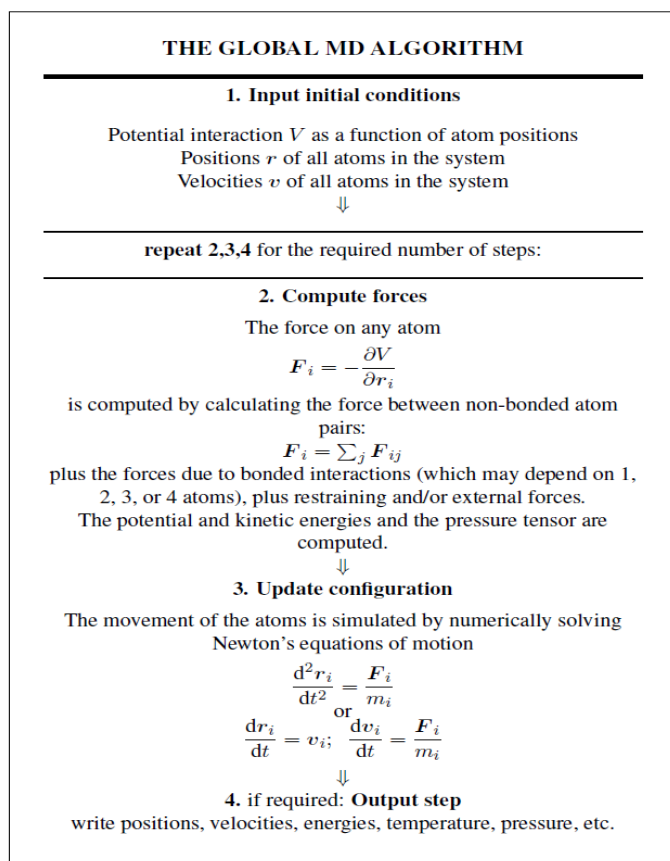 THE GLOBAL MD ALGORITHM
1. Input initial conditions
Potential interaction V as a function of atom positions
Positions r of all atoms in the system
Velocities v of all atoms in the system
⇓
repeat 2,3,4 for the required number of steps:
2. Compute forces
The force on any atom
F_i = −∂V/∂r_i
is computed by calculating the force between non-bonded atom
pairs:
F_i = ∑_j F_ij
plus the forces due to bonded interactions (which may depend on 1,
2, 3, or 4 atoms), plus restraining and/or external forces.
The potential and kinetic energies and the pressure tensor are
computed.
⇓
3. Update configuration
The movement of the atoms is simulated by numerically solving
Newton's equations of motion
d²r_i/dt² = F_i/m_i
or
dr_i/dt = v_i; dv_i/dt = F_i/m_i
⇓
4. if required: Output step
write positions, velocities, energies, temperature, pressure, etc.